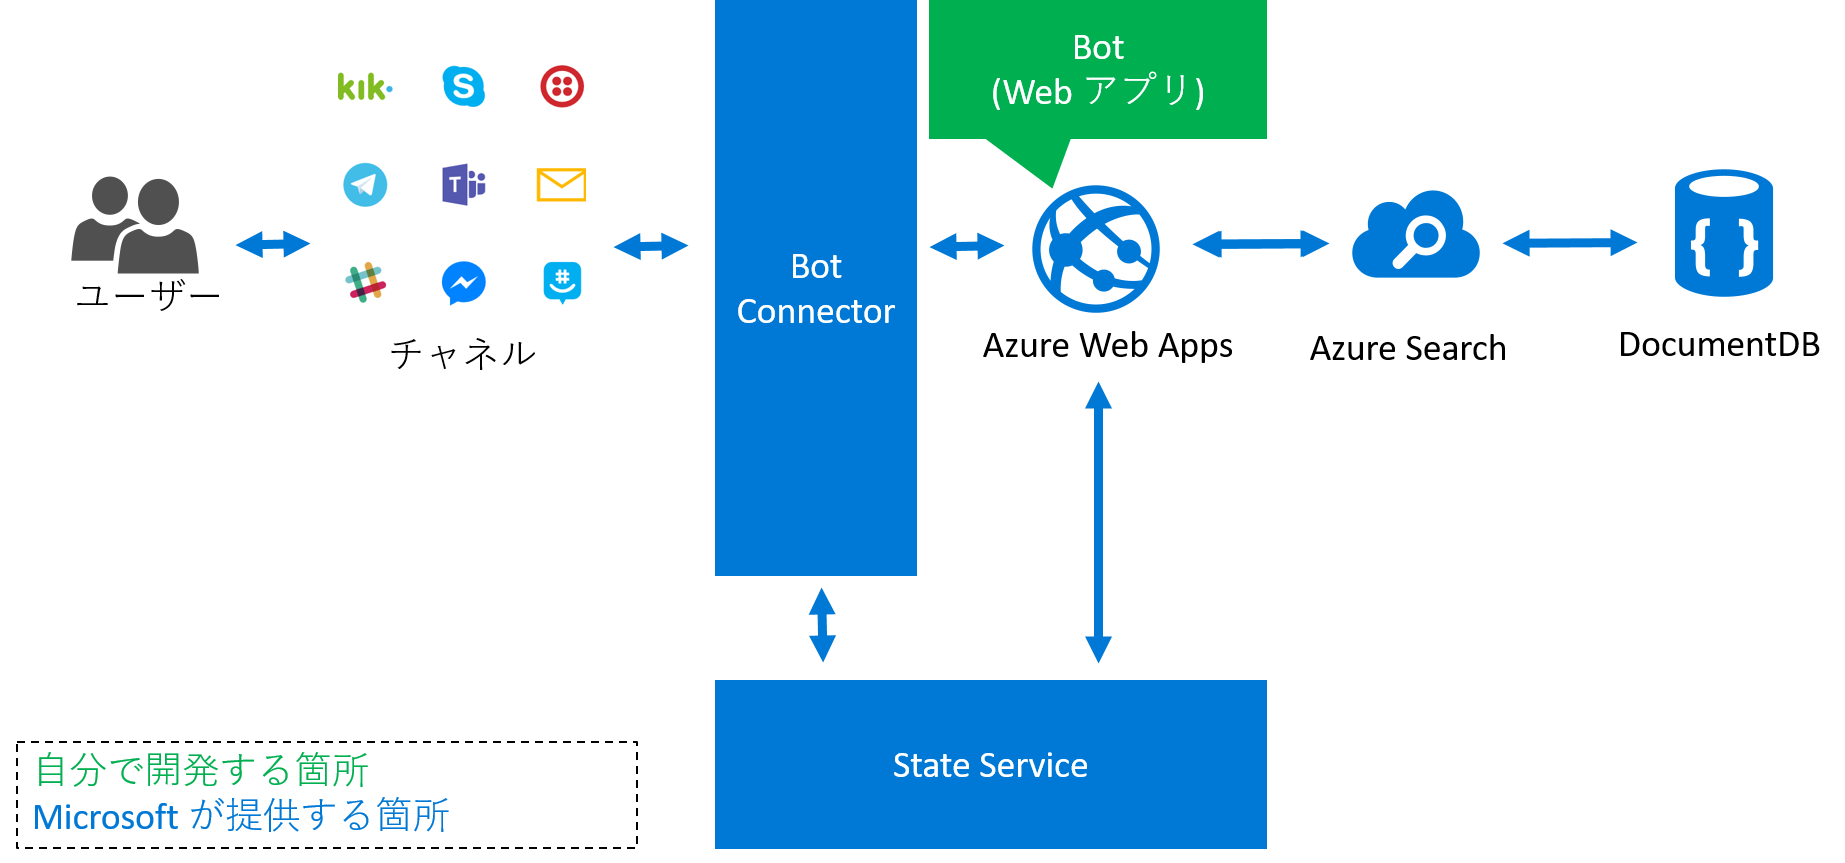 Bot
(Web アプリ)
kik
S
T
ユーザー
チャネル
Bot
Connector
{ }
Azure Web Apps
Azure Search
DocumentDB
State Service
自分で開発する箇所
Microsoft が提供する箇所